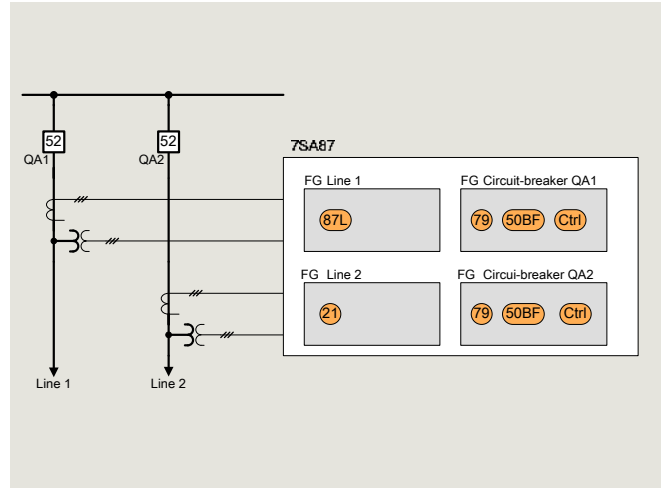 52
QA1
52
QA2
7SA87
FG Line 1
87L
FG Circuit-breaker QA1
79 50BF Ctrl
FG Line 2
21
FG Circui-breaker QA2
79 50BF Ctrl
Line 1
Line 2